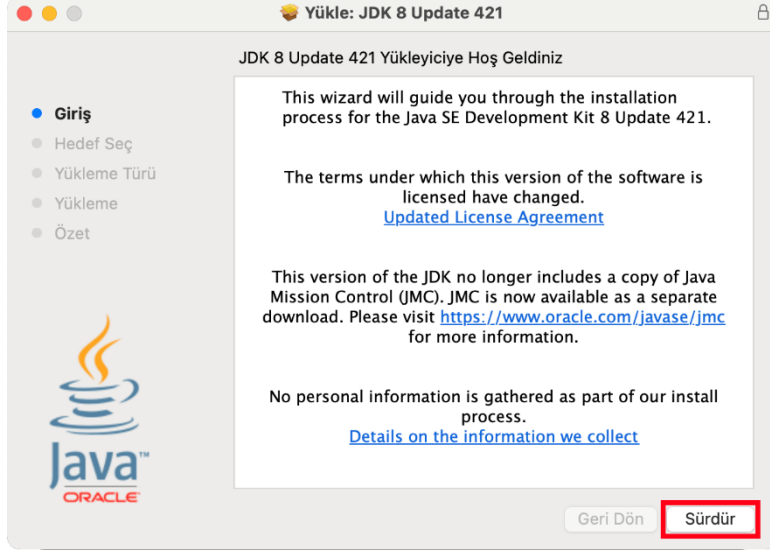 Yükle: JDK 8 Update 421
JDK 8 Update 421 Yükleyiciye Hoş Geldiniz
Giriş
Hedef Seç
Yükleme Türü
Yükleme
Özet
This wizard will guide you through the installation
process for the Java SE Development Kit 8 Update 421.
The terms under which this version of the software is
licensed have changed.
Updated License Agreement
This version of the JDK no longer includes a copy of Java
Mission Control (JMC). JMC is now available as a separate
download. Please visit https://www.oracle.com/javase/jmc
for more information.
No personal information is gathered as part of our install
process.
Details on the information we collect
Java™
ORACLE
Geri Dön
Sürdür